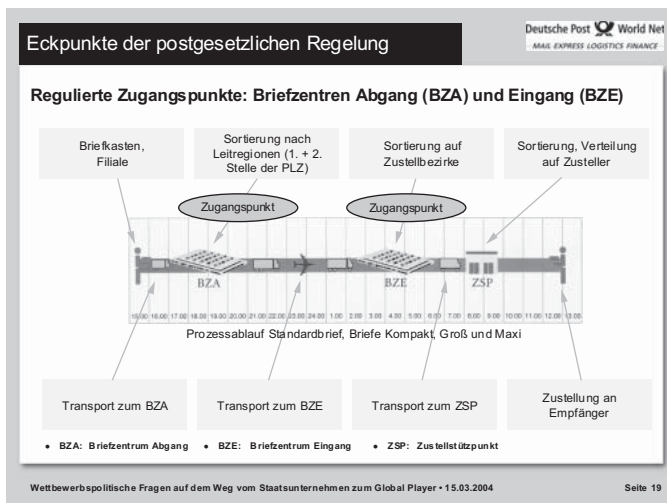 Eckpunkte der postgesetzlichen Regelung
Deutsche Post World Net
MAIL EXPRESS LOGISTICS FINANCE
Regulierte Zugangspunkte: Briefzentren Abgang (BZA) und Eingang (BZE)
Briefkasten,
Filiale
Sortierung nach
Leitregionen (1. + 2.
Stelle der PLZ)
Sortierung auf
Zustellbezirke
Sortierung, Verteilung
auf Zusteller
Zugangspunkt
Zugangspunkt
BZA
BZE
ZSP
15.00 16.00 17.00 18.00 19.00 20.00 21.00 22.00 23.00 24.00 1.00 2.00 3.00 4.00 5.00 6.00 7.00 8.00 9.00 10.00 11.00 12.00 13.00
Prozessablauf Standardbrief, Briefe Kompakt, Groß und Maxi
Transport zum BZA
Transport zum BZE
Transport zum ZSP
Zustellung an
Empfänger
• BZA: Briefzentrum Abgang • BZE: Briefzentrum Eingang • ZSP: Zustellstützpunkt
Wettbewerbspolitische Fragen auf dem Weg vom Staatsunternehmen zum Global Player • 15.03.2004 Seite 19